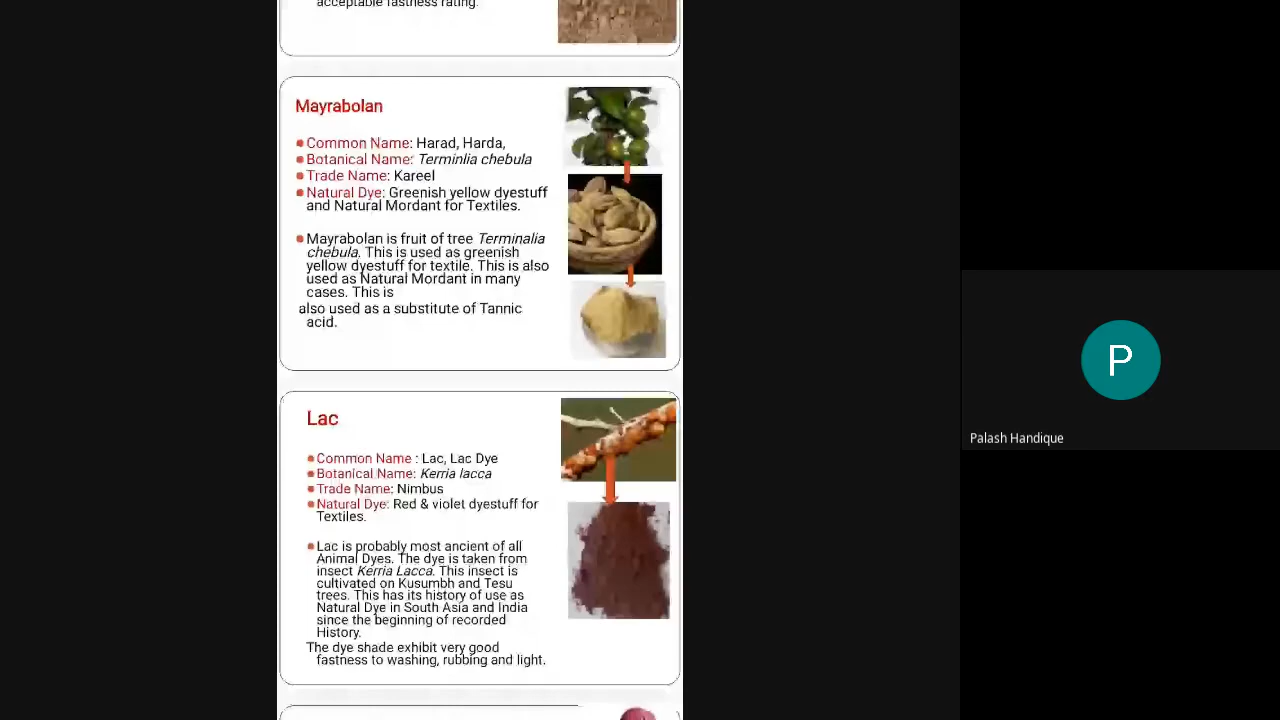 acceptable fastness rating.
Mayrabolan
Common Name: Harad, Harda,
Botanical Name: Terminlia chebula
Trade Name: Kareel
Natural Dye: Greenish yellow dyestuff
and Natural Mordant for Textiles.
Mayrabolan is fruit of tree Terminalia
chebula. This is used as greenish
yellow dyestuff for textile. This is also
used as Natural Mordant in many
cases. This is
also used as a substitute of Tannic
acid.
Lac
Common Name : Lac, Lac Dye
Botanical Name: Kerria lacca
Trade Name: Nimbus
Natural Dye: Red & violet dyestuff for
Textiles.
Lac is probably most ancient of all
Animal Dyes. The dye is taken from
insect Kerria Lacca. This insect is
cultivated on Kusumbh and Tesu
trees. This has its history of use as
Natural Dye in South Asia and India
since the beginning of recorded
History.
The dye shade exhibit very good
fastness to washing, rubbing and light.
P
Palash Handique